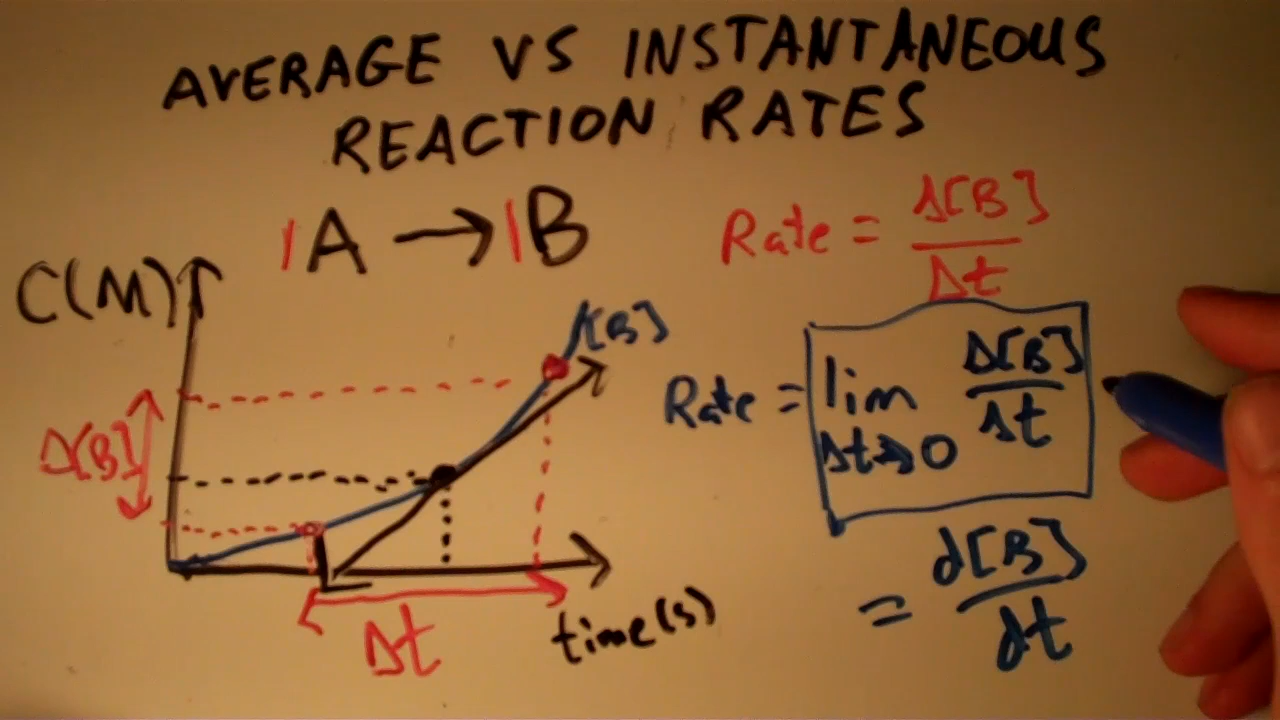 AVERAGE VS INSTANTANEOUS
REACTION RATES
1A → 1B
Rate = Δ[B]/Δt
C(M)
[B]
Δ[B]
Rate = lim Δt→0 Δ[B]/Δt
= d[B]/dt
Δt
time(s)